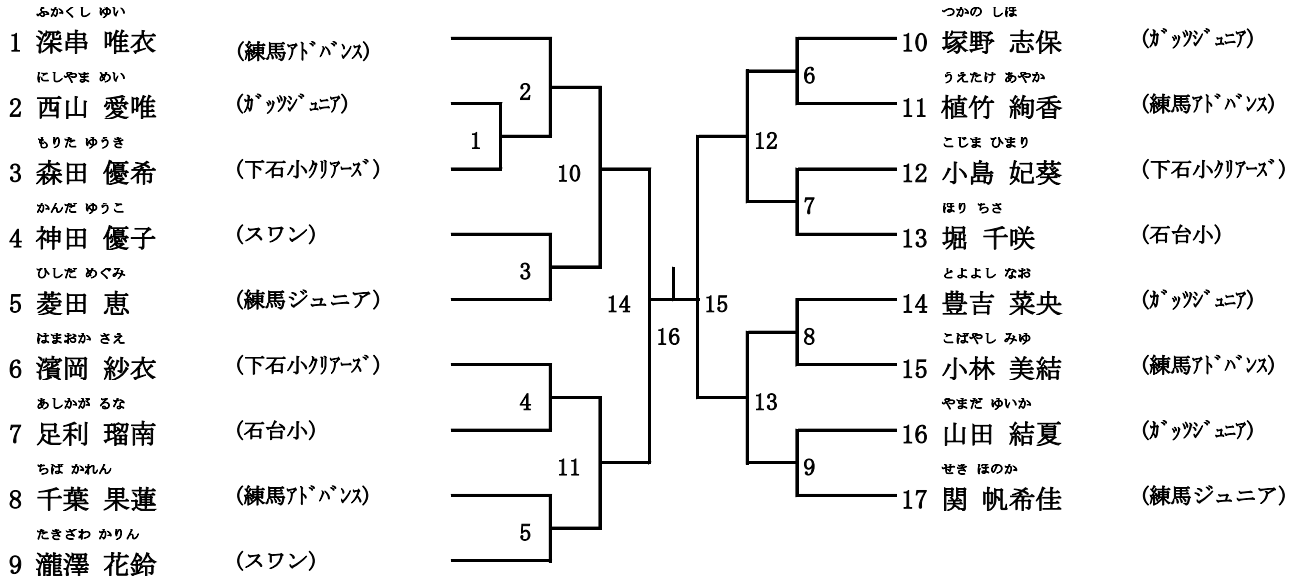 ふかくし ゆい
1 深串 唯衣 (練馬ｱﾄﾞﾊﾞﾝｽ)
にしやま めい
2 西山 愛唯 (ｶﾞｯﾂｼﾞｭﾆｱ)
もりた ゆうき
3 森田 優希 (下石小ｸﾘｱｰｽﾞ)
かんだ ゆうこ
4 神田 優子 (スワン)
ひしだ めぐみ
5 菱田 恵 (練馬ジュニア)
はまおか さえ
6 濱岡 紗衣 (下石小ｸﾘｱｰｽﾞ)
あしかが るな
7 足利 瑠南 (石台小)
ちば かれん
8 千葉 果蓮 (練馬ｱﾄﾞﾊﾞﾝｽ)
たきざわ かりん
9 瀧澤 花鈴 (スワン)
2
1
10
3
14
4
11
5
16
15
12
6
7
13
8
9
つかの しほ
10 塚野 志保 (ｶﾞｯﾂｼﾞｭﾆｱ)
うえたけ あやか
11 植竹 絢香 (練馬ｱﾄﾞﾊﾞﾝｽ)
こじま ひまり
12 小島 妃葵 (下石小ｸﾘｱｰｽﾞ)
ほり ちさ
13 堀 千咲 (石台小)
とよよし なお
14 豊吉 菜央 (ｶﾞｯﾂｼﾞｭﾆｱ)
こばやし みゆ
15 小林 美結 (練馬ｱﾄﾞﾊﾞﾝｽ)
やまだ ゆいか
16 山田 結夏 (ｶﾞｯﾂｼﾞｭﾆｱ)
せき ほのか
17 関 帆希佳 (練馬ジュニア)